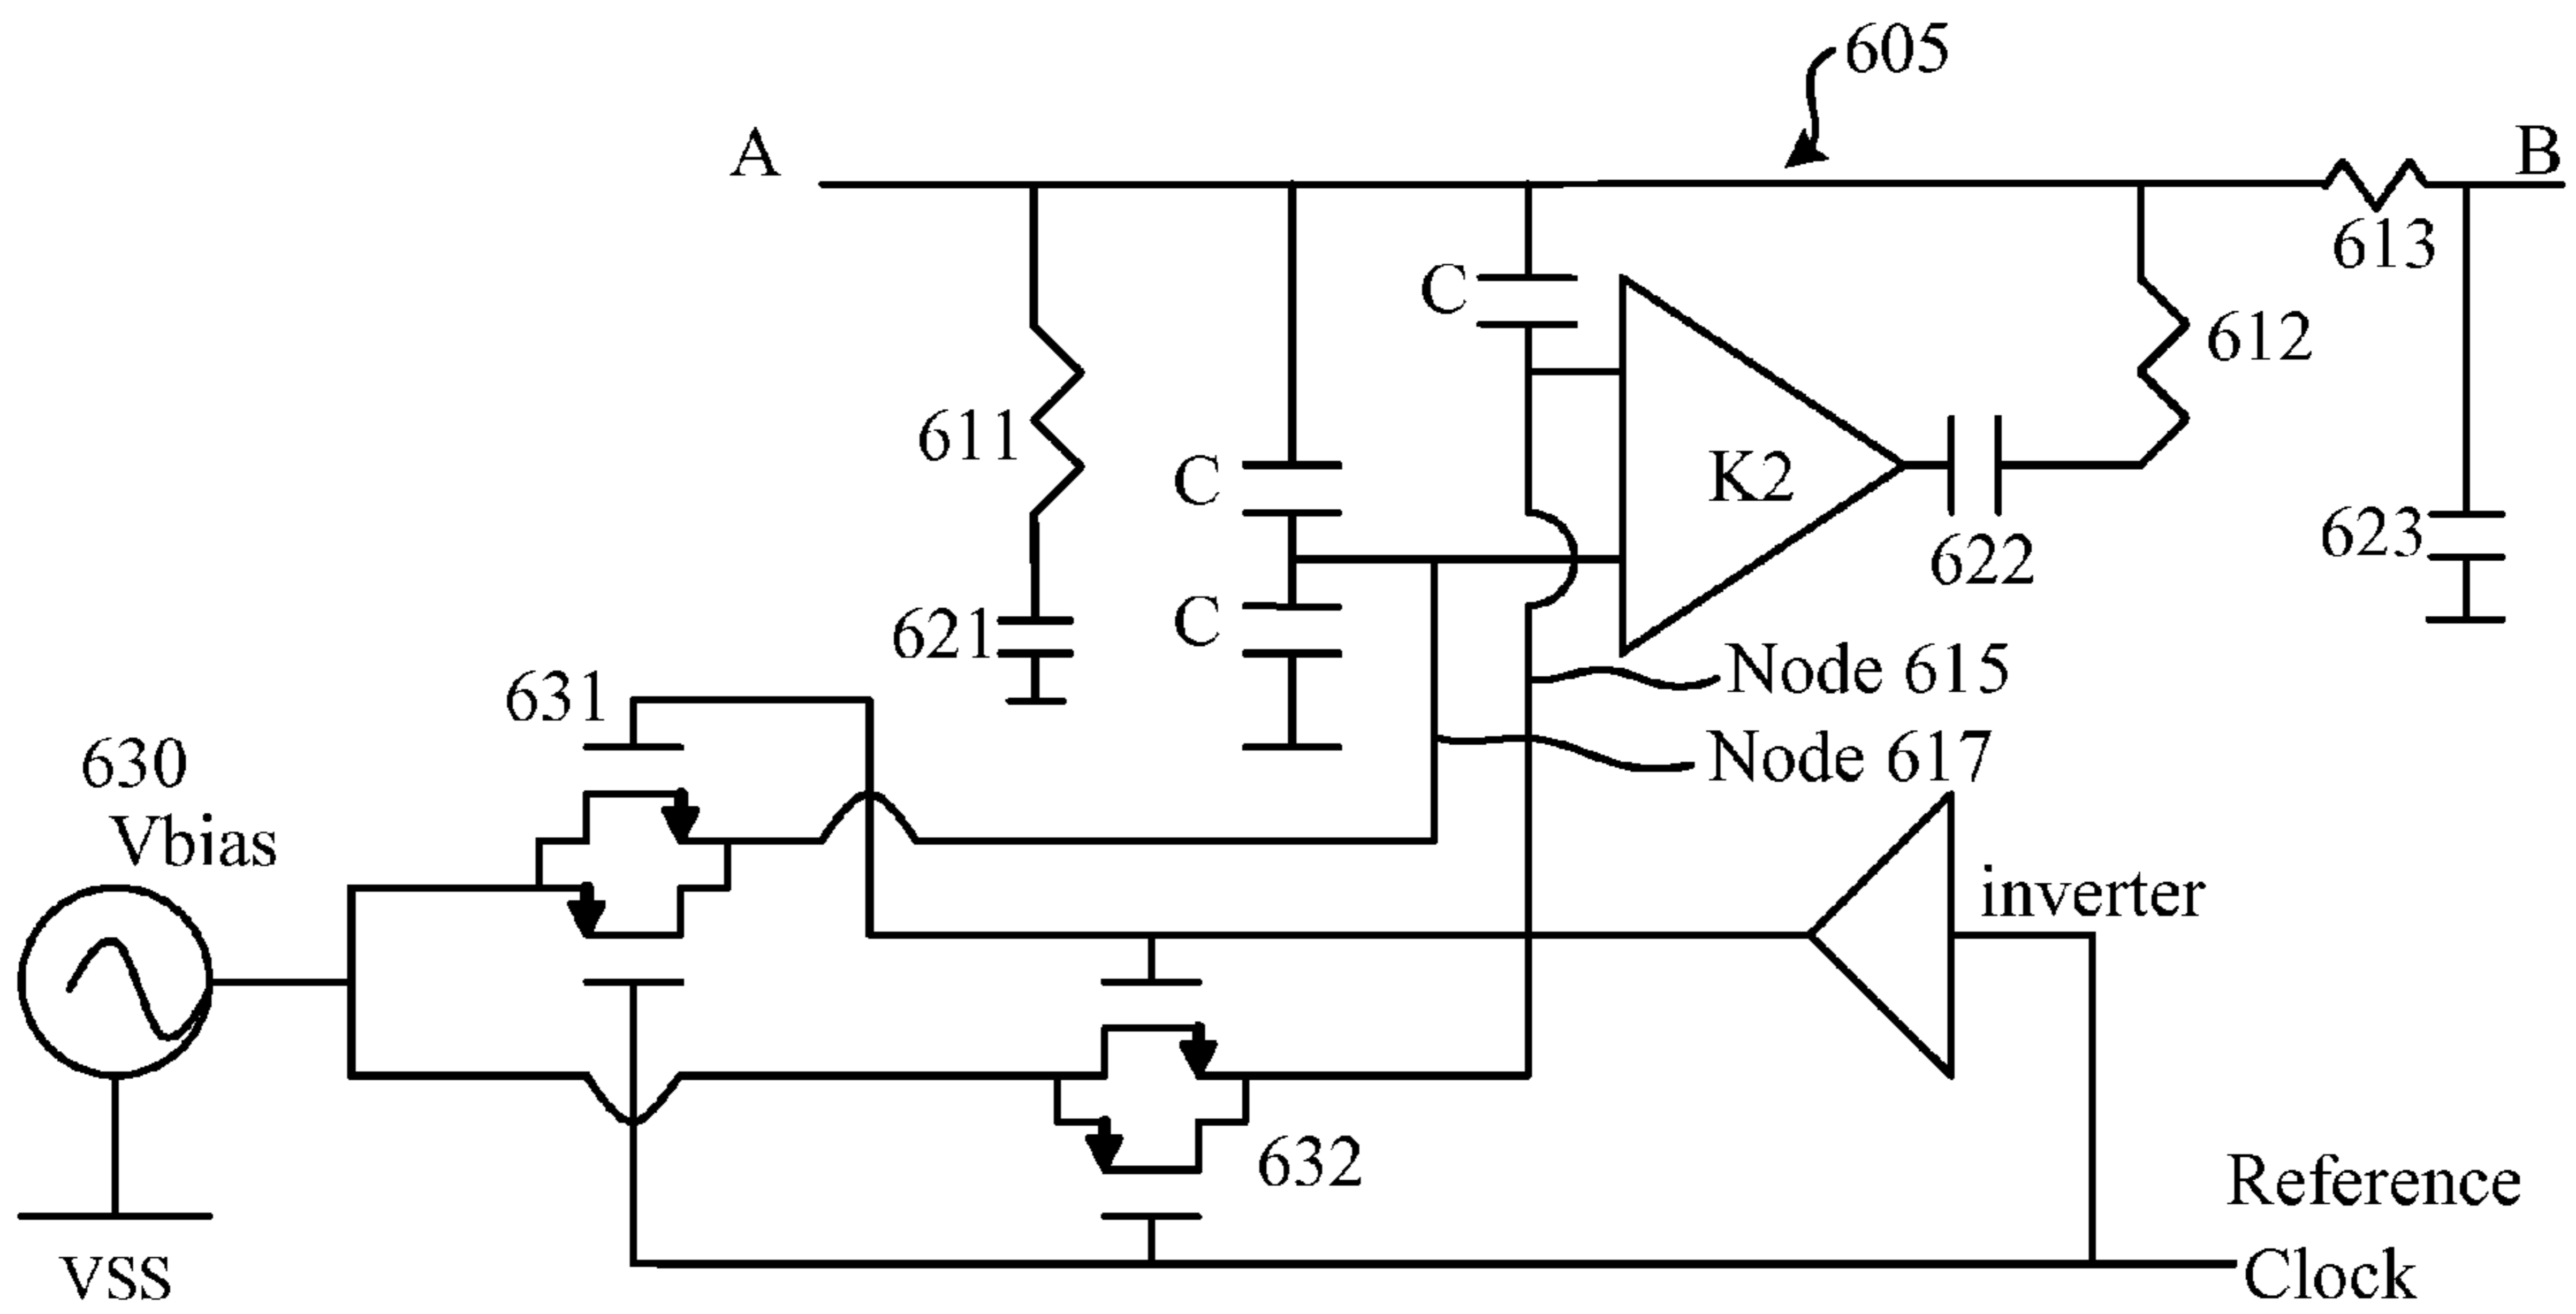 605
A
B
613
C
612
611
C
K2
622
623
C
621
Node 615
631
Node 617
630
Vbias
inverter
632
Reference
Clock
VSS